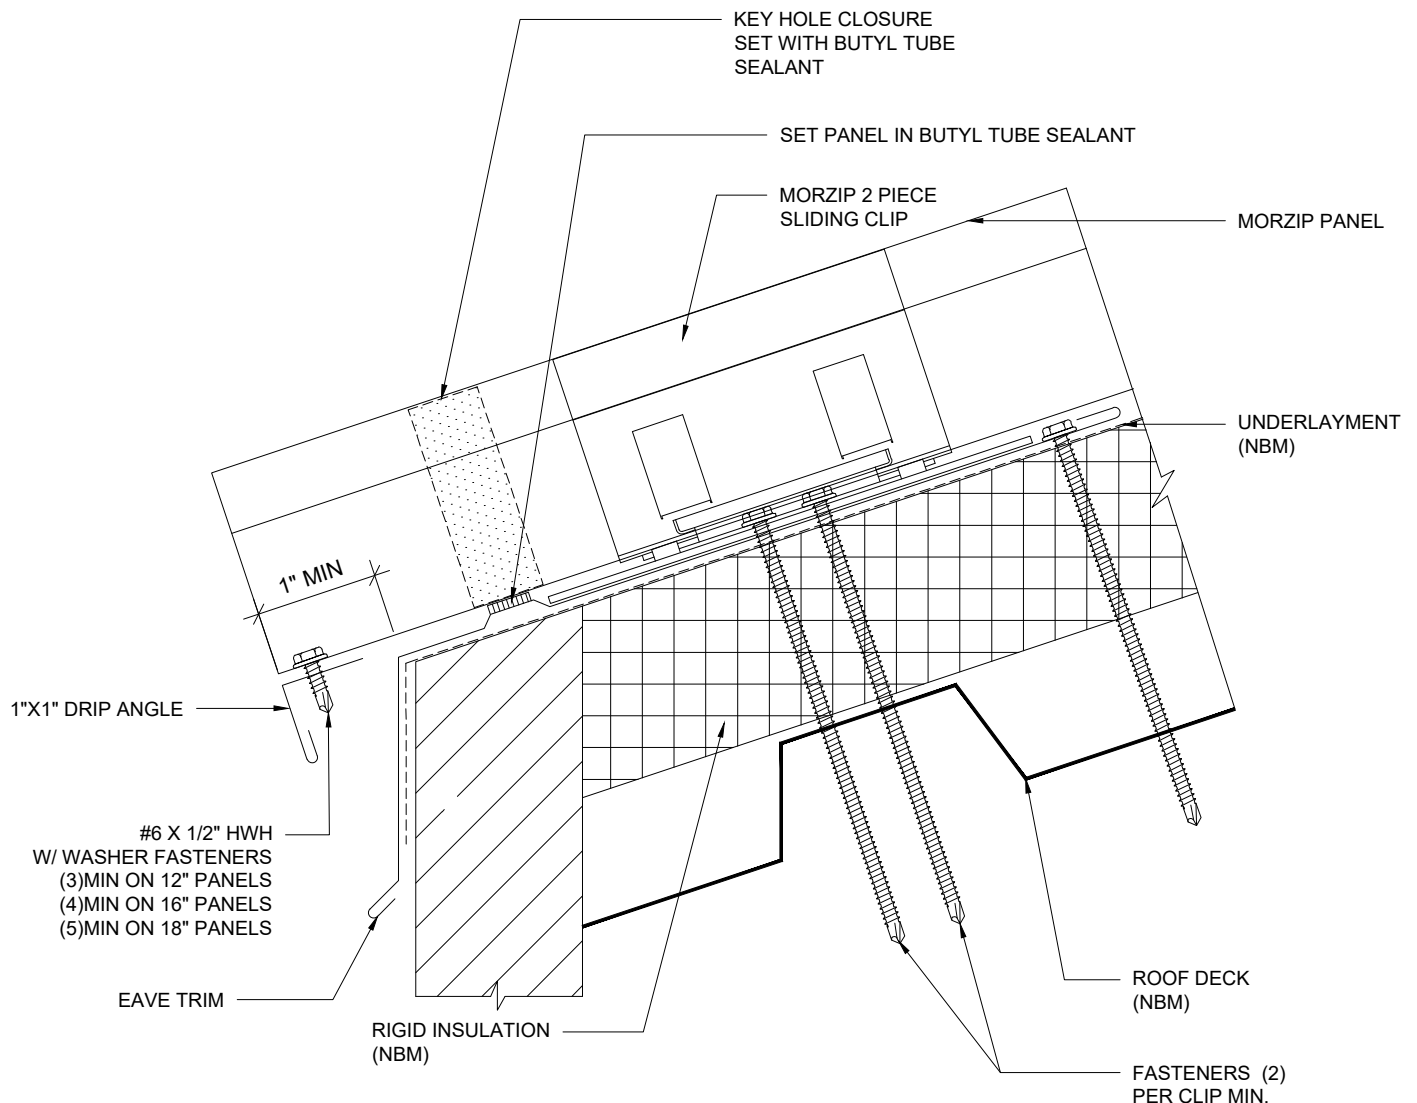 KEY HOLE CLOSURE
SET WITH BUTYL TUBE
SEALANT
SET PANEL IN BUTYL TUBE SEALANT
MORZIP 2 PIECE
SLIDING CLIP
MORZIP PANEL
UNDERLAYMENT
(NBM)
1" MIN
1"X1" DRIP ANGLE
#6 X 1/2" HWH
W/ WASHER FASTENERS
(3)MIN ON 12" PANELS
(4)MIN ON 16" PANELS
(5)MIN ON 18" PANELS
EAVE TRIM
RIGID INSULATION
(NBM)
ROOF DECK
(NBM)
FASTENERS (2)
PER CLIP MIN.